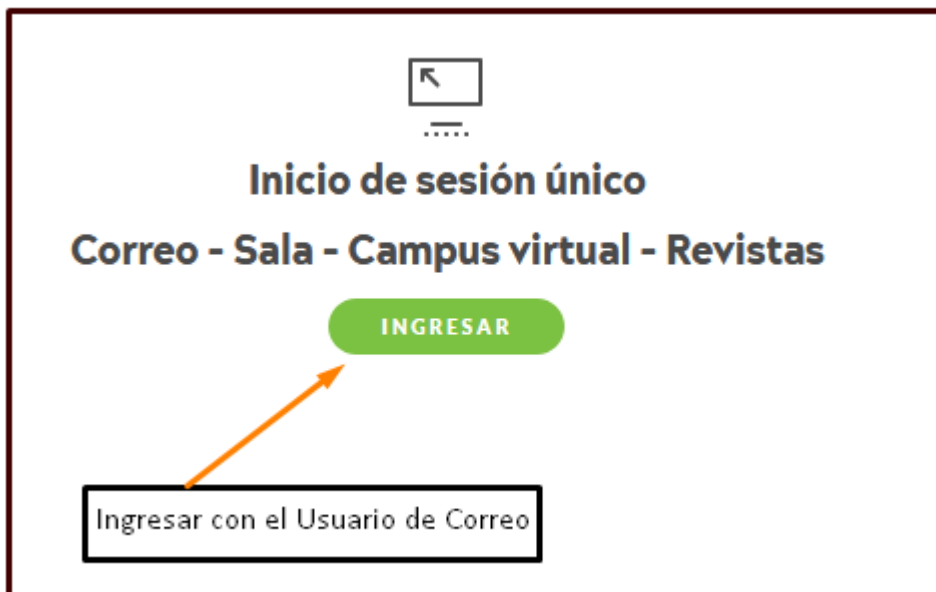 Inicio de sesión único
Correo - Sala - Campus virtual - Revistas
INGRESAR
Ingresar con el Usuario de Correo